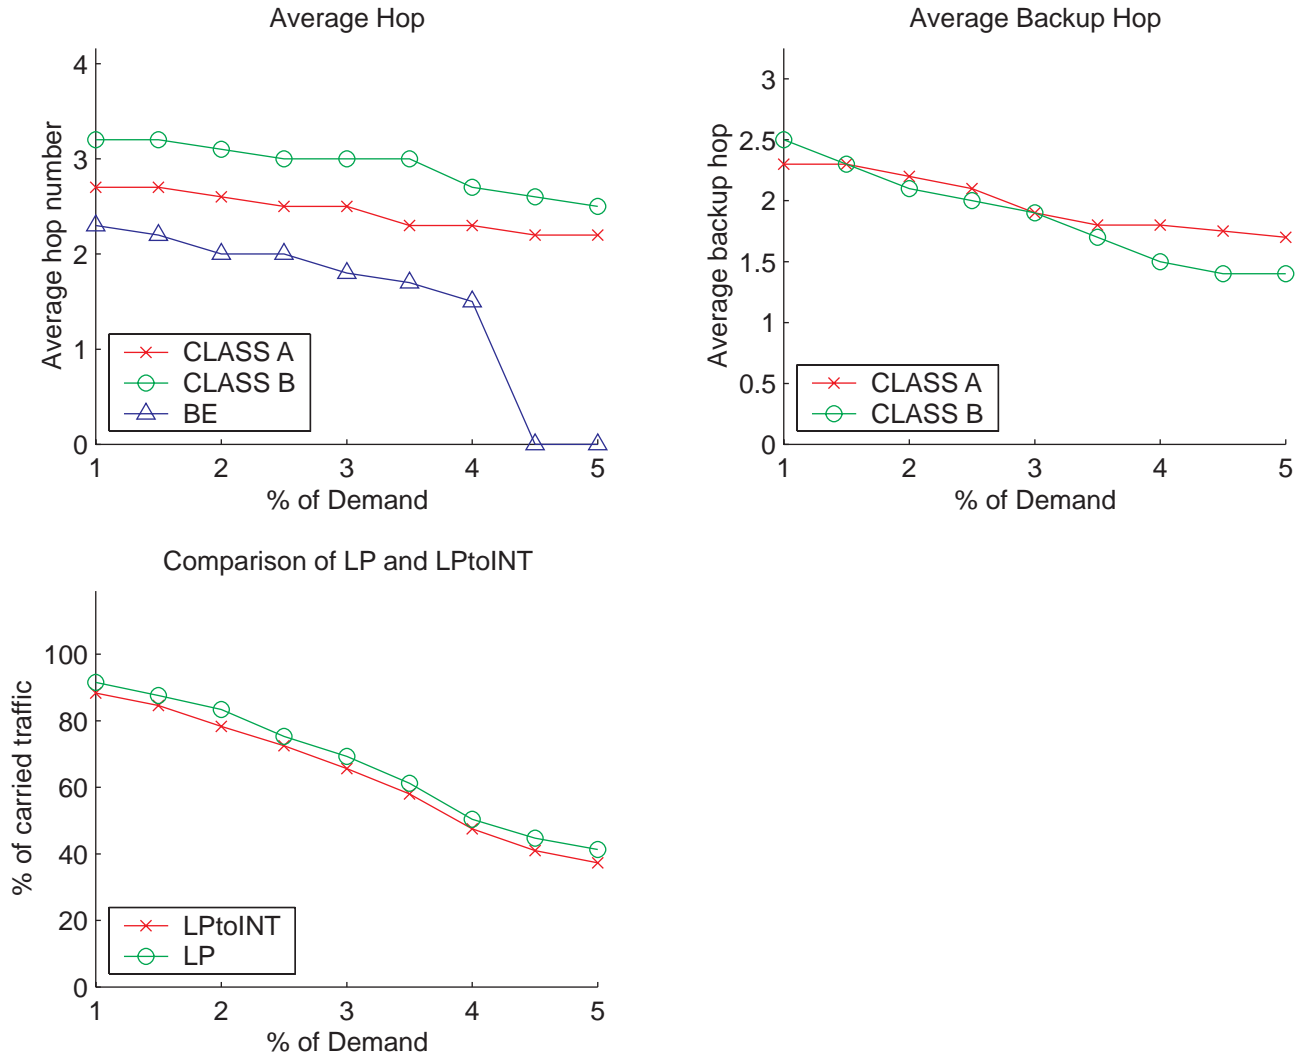 Average Hop
Average hop number
4
3
2
1
0
CLASS A
CLASS B
BE
1 2 3 4 5
% of Demand
Average Backup Hop
Average backup hop
3
2.5
2
1.5
1
0.5
0
CLASS A
CLASS B
1 2 3 4 5
% of Demand
Comparison of LP and LPtoINT
% of carried traffic
100
80
60
40
20
0
LPtoINT
LP
1 2 3 4 5
% of Demand